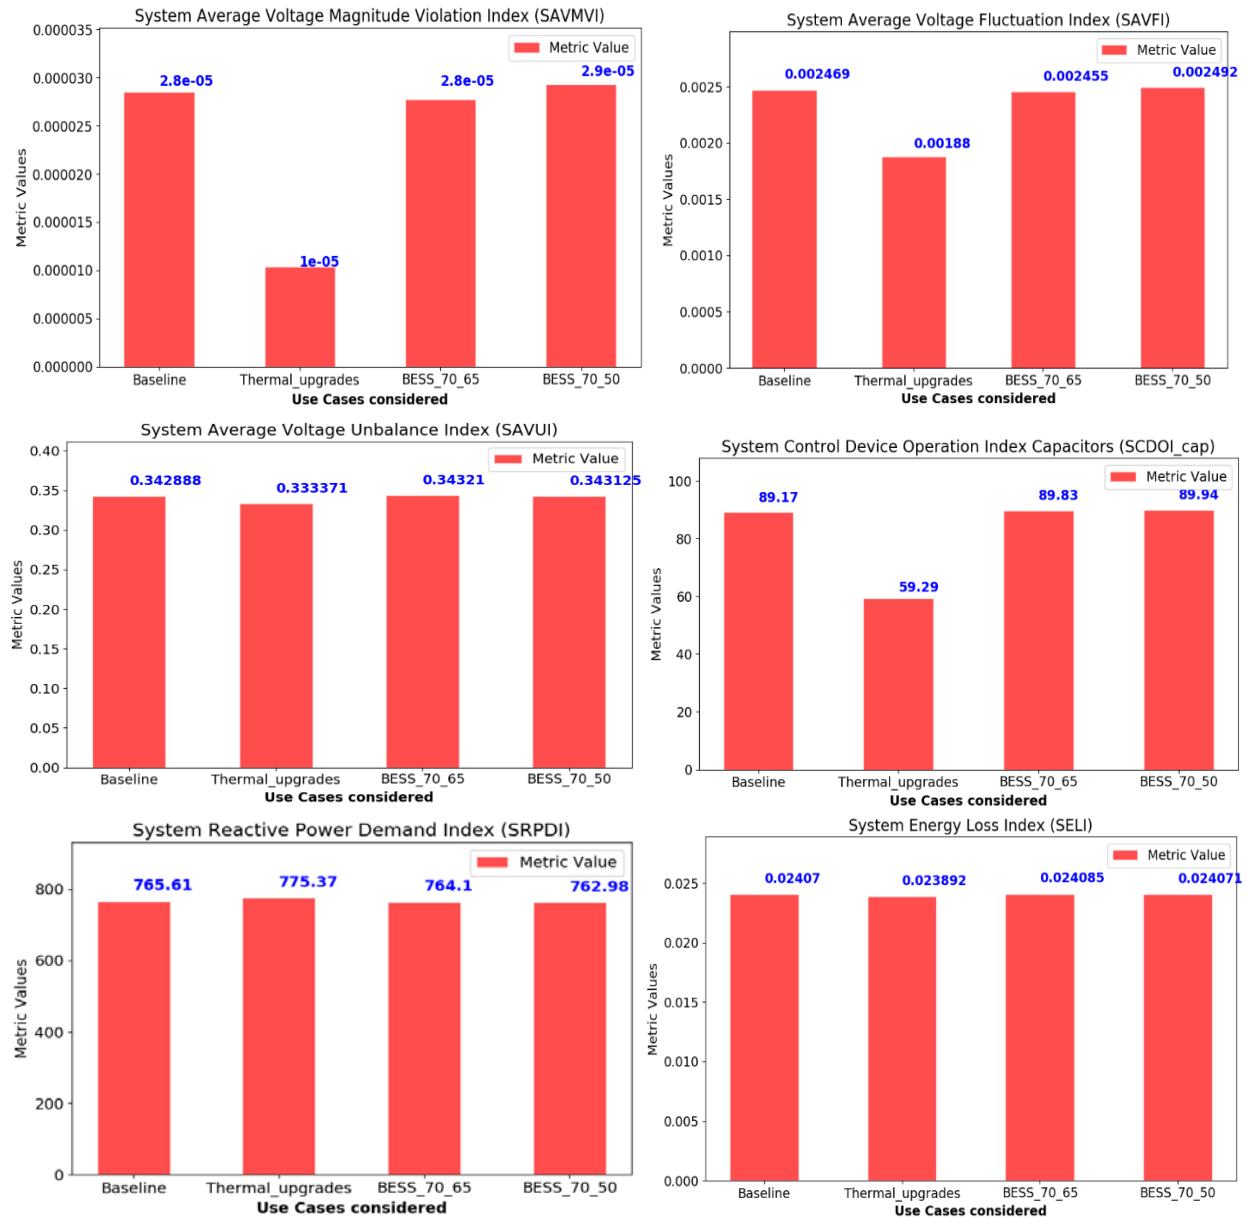 System Average Voltage Magnitude Violation Index (SAVMVI)
0.000035
0.000030
0.000025
0.000020
0.000015
0.000010
0.000005
0.000000
Metric Values
Metric Value
2.8e-05
1e-05
2.8e-05
2.9e-05
Baseline Thermal_upgrades BESS_70_65 BESS_70_50
Use Cases considered
System Average Voltage Fluctuation Index (SAVFI)
0.0025
0.0020
0.0015
0.0010
0.0005
0.0000
Metric Values
Metric Value
0.002469
0.00188
0.002455
0.002492
Baseline Thermal_upgrades BESS_70_65 BESS_70_50
Use Cases considered
System Average Voltage Unbalance Index (SAVUI)
0.40
0.35
0.30
0.25
0.20
0.15
0.10
0.05
0.00
Metric Values
Metric Value
0.342888
0.333371
0.34321
0.343125
Baseline Thermal_upgrades BESS_70_65 BESS_70_50
Use Cases considered
System Control Device Operation Index Capacitors (SCDOI_cap)
100
80
60
40
20
0
Metric Values
Metric Value
89.17
59.29
89.83
89.94
Baseline Thermal_upgrades BESS_70_65 BESS_70_50
Use Cases considered
System Reactive Power Demand Index (SRPDI)
800
600
400
200
0
Metric Values
Metric Value
765.61
775.37
764.1
762.98
Baseline Thermal_upgrades BESS_70_65 BESS_70_50
Use Cases considered
System Energy Loss Index (SELI)
0.025
0.020
0.015
0.010
0.005
0.000
Metric Values
Metric Value
0.02407
0.023892
0.024085
0.024071
Baseline Thermal_upgrades BESS_70_65 BESS_70_50
Use Cases considered